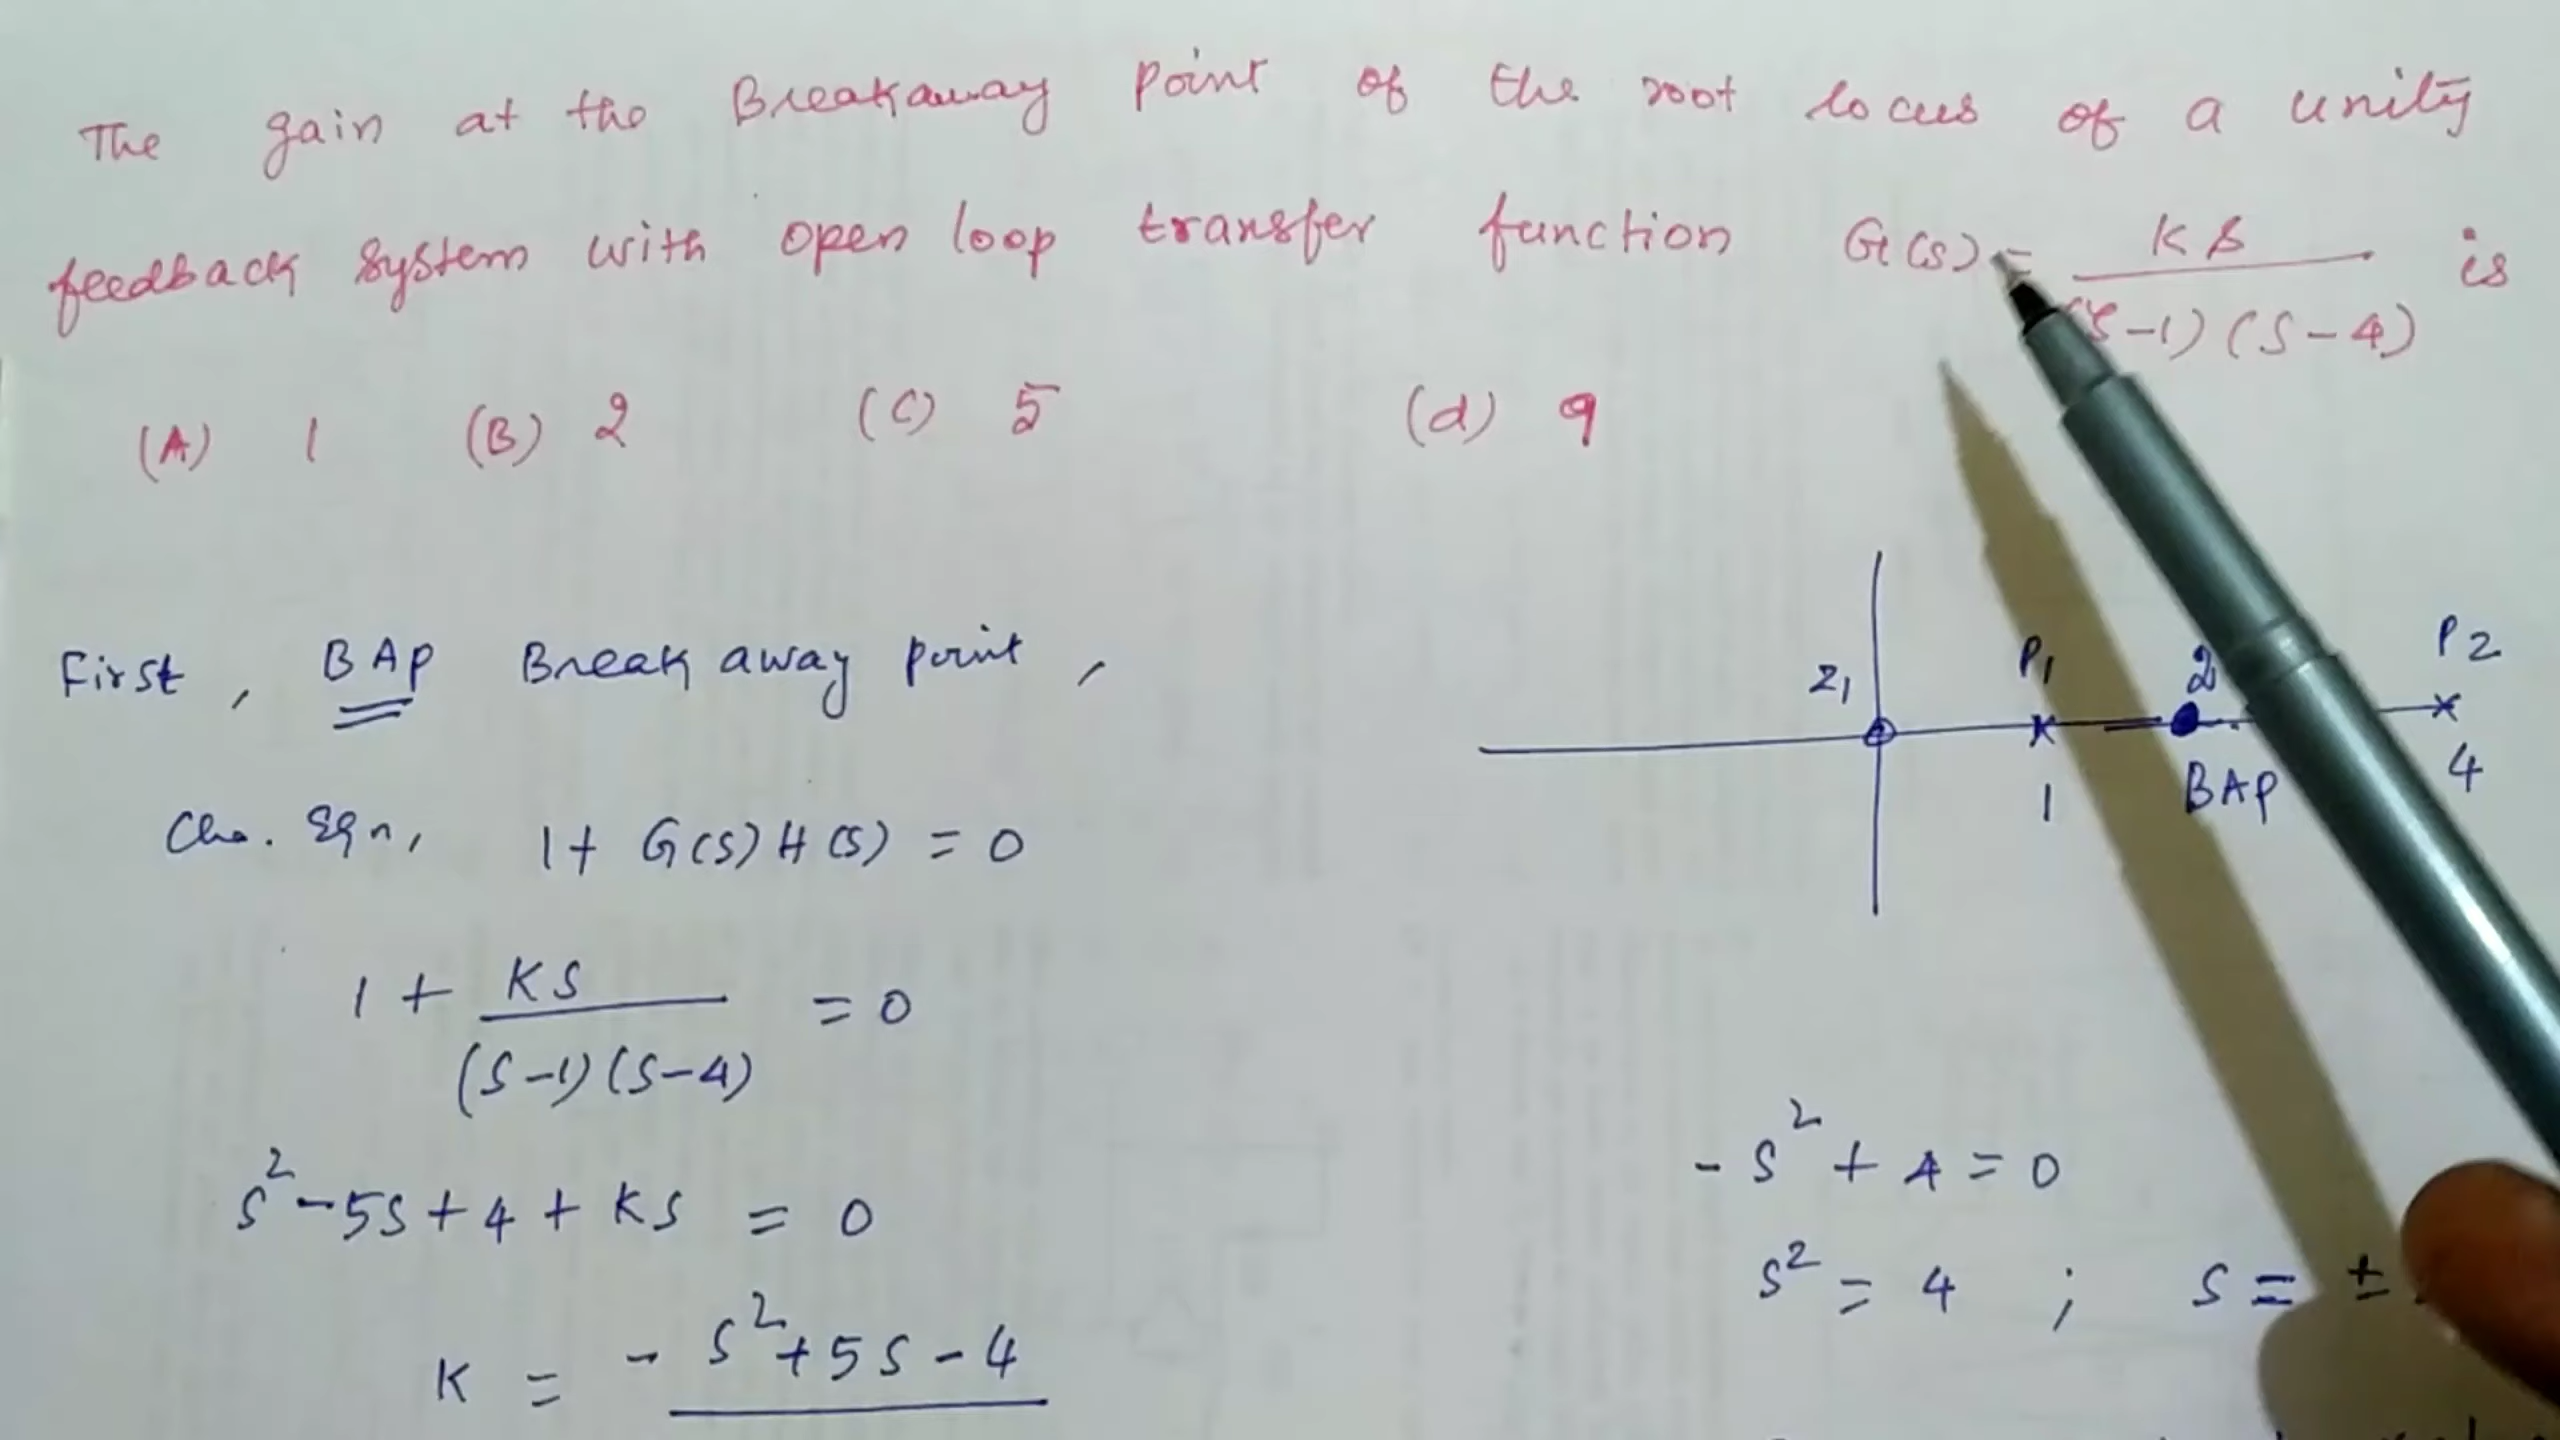 The gain at the Breakaway point of the root locus of a unity
feedback system with open loop transfer function G(s) = KS is
(S-1)(S-4)
(A) 1 (B) 2 (C) 5 (d) 9
First, BAP Break away point,
Z1 P1 2 P2
1 BAP 4
Cha. Eqn, 1 + G(S) H(S) = 0
1 + KS = 0
(S-1)(S-4)
S² - 5S + 4 + KS = 0
K = - S² + 5S - 4
- S² + 4 = 0
S² = 4 ; S = ±